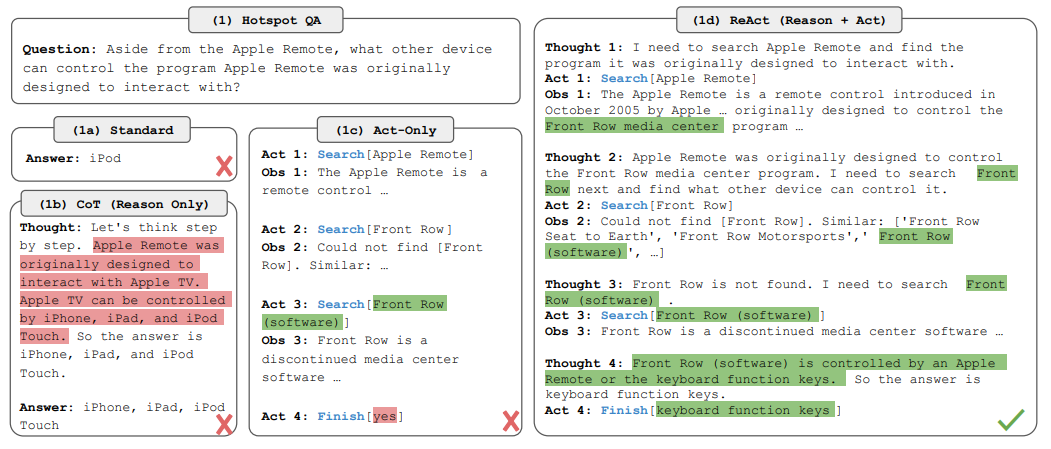 (1) Hotspot QA
Question: Aside from the Apple Remote, what other device
can control the program Apple Remote was originally
designed to interact with?
(1a) Standard
Answer: iPod
(1b) CoT (Reason Only)
Thought: Let's think step
by step. Apple Remote was
originally designed to
interact with Apple TV.
Apple TV can be controlled
by iPhone, iPad, and iPod
Touch. So the answer is
iPhone, iPad, and iPod
Touch.
Answer: iPhone, iPad, iPod
Touch
(1c) Act-Only
Act 1: Search[Apple Remote]
Obs 1: The Apple Remote is a
remote control …
Act 2: Search[Front Row]
Obs 2: Could not find [Front
Row]. Similar: …
Act 3: Search[Front Row
(software)]
Obs 3: Front Row is a
discontinued media center
software …
Act 4: Finish[yes]
(1d) ReAct (Reason + Act)
Thought 1: I need to search Apple Remote and find the
program it was originally designed to interact with.
Act 1: Search[Apple Remote]
Obs 1: The Apple Remote is a remote control introduced in
October 2005 by Apple … originally designed to control the
Front Row media center program …
Thought 2: Apple Remote was originally designed to control
the Front Row media center program. I need to search Front
Row next and find what other device can control it.
Act 2: Search[Front Row]
Obs 2: Could not find [Front Row]. Similar: ['Front Row
Seat to Earth', 'Front Row Motorsports',' Front Row
(software)', …]
Thought 3: Front Row is not found. I need to search Front
Row (software) .
Act 3: Search[Front Row (software)]
Obs 3: Front Row is a discontinued media center software …
Thought 4: Front Row (software) is controlled by an Apple
Remote or the keyboard function keys. So the answer is
keyboard function keys.
Act 4: Finish[keyboard function keys]